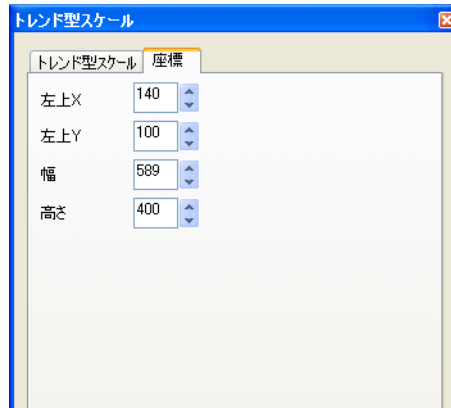 トレンド型スケール
トレンド型スケール 座標
左上X 140
左上Y 100
幅 589
高さ 400